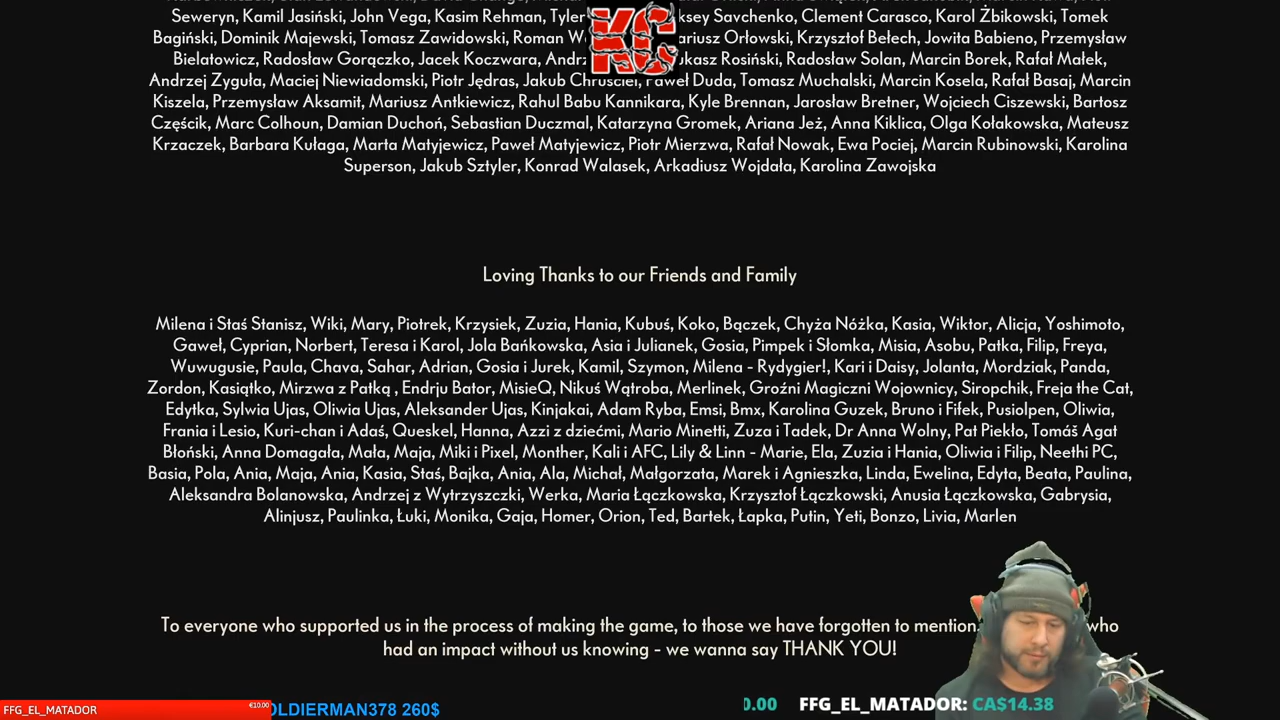 Seweryn, Kamil Jasiński, John Vega, Kasim Rehman, Tyler ksey Savchenko, Clement Carasco, Karol Żbikowski, Tomek
KC
Bagiński, Dominik Majewski, Tomasz Zawidowski, Roman ariusz Orłowski, Krzysztof Bełech, Jowita Babieno, Przemysław
Bielatowicz, Radosław Gorączko, Jacek Koczwara, Andrz ukasz Rosiński, Radosław Solan, Marcin Borek, Rafał Małek,
Andrzej Zyguła, Maciej Niewiadomski, Piotr Jędras, Jakub Chruściel, Paweł Duda, Tomasz Muchalski, Marcin Kosela, Rafał Basaj, Marcin
Kiszela, Przemysław Aksamit, Mariusz Antkiewicz, Rahul Babu Kannikara, Kyle Brennan, Jarosław Bretner, Wojciech Ciszewski, Bartosz
Częścik, Marc Colhoun, Damian Duchoń, Sebastian Duczmal, Katarzyna Gromek, Ariana Jeż, Anna Kiklica, Olga Kołakowska, Mateusz
Krzaczek, Barbara Kułaga, Marta Matyjewicz, Paweł Matyjewicz, Piotr Mierzwa, Rafał Nowak, Ewa Pociej, Marcin Rubinowski, Karolina
Superson, Jakub Sztyler, Konrad Walasek, Arkadiusz Wojdała, Karolina Zawojska
Loving Thanks to our Friends and Family
Milena i Staś Stanisz, Wiki, Mary, Piotrek, Krzysiek, Zuzia, Hania, Kubuś, Koko, Bączek, Chyża Nóżka, Kasia, Wiktor, Alicja, Yoshimoto,
Gaweł, Cyprian, Norbert, Teresa i Karol, Jola Bańkowska, Asia i Julianek, Gosia, Pimpek i Słomka, Misia, Asobu, Patka, Filip, Freya,
Wuwugusie, Paula, Chava, Sahar, Adrian, Gosia i Jurek, Kamil, Szymon, Milena - Rydygier!, Kari i Daisy, Jolanta, Mordziak, Panda,
Zordon, Kasiątko, Mirzwa z Patką , Endrju Bator, MisieQ, Nikuś Wątroba, Merlinek, Groźni Magiczni Wojownicy, Siropchik, Freja the Cat,
Edytka, Sylwia Ujas, Oliwia Ujas, Aleksander Ujas, Kinjakai, Adam Ryba, Emsi, Bmx, Karolina Guzek, Bruno i Fifek, Pusiolpen, Oliwia,
Frania i Lesio, Kuri-chan i Adaś, Queskel, Hanna, Azzi z dziećmi, Mario Minetti, Zuza i Tadek, Dr Anna Wolny, Pat Piekło, Tomáš Agat
Błoński, Anna Domagała, Mała, Maja, Miki i Pixel, Monther, Kali i AFC, Lily & Linn - Marie, Ela, Zuzia i Hania, Oliwia i Filip, Neethi PC,
Basia, Pola, Ania, Maja, Ania, Kasia, Staś, Bajka, Ania, Ala, Michał, Małgorzata, Marek i Agnieszka, Linda, Ewelina, Edyta, Beata, Paulina,
Aleksandra Bolanowska, Andrzej z Wytrzyszczki, Werka, Maria Łączkowska, Krzysztof Łączkowski, Anusia Łączkowska, Gabrysia,
Alinjusz, Paulinka, Łuki, Monika, Gaja, Homer, Orion, Ted, Bartek, Łapka, Putin, Yeti, Bonzo, Livia, Marlen
To everyone who supported us in the process of making the game, to those we have forgotten to mention who
had an impact without us knowing - we wanna say THANK YOU!
FFG_EL_MATADOR €10.00 OLDIERMAN378 260$ 0.00 FFG_EL_MATADOR: CA$14.38